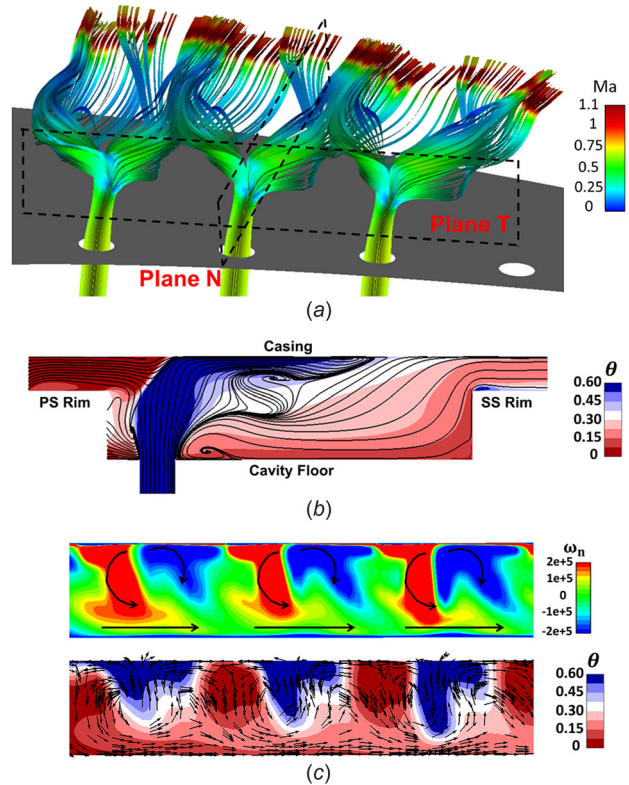 Ma
1.1
1
0.75
0.5
0.25
0
Plane T
Plane N
(a)
Casing
PS Rim
SS Rim
Cavity Floor
θ
0.60
0.45
0.30
0.15
0
(b)
ωn
2e+5
1e+5
0
-1e+5
-2e+5
θ
0.60
0.45
0.30
0.15
0
(c)